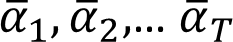 ᾱ₁, ᾱ₂,... ᾱ_T